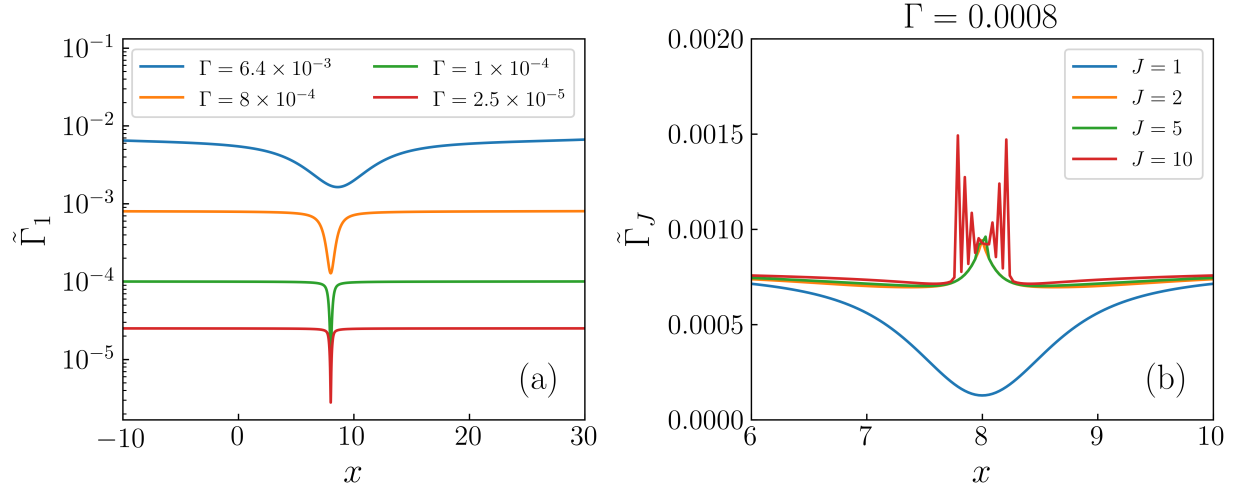 10⁻¹
10⁻²
10⁻³
10⁻⁴
10⁻⁵
Γ̃₁
Γ = 6.4 × 10⁻³
Γ = 8 × 10⁻⁴
Γ = 1 × 10⁻⁴
Γ = 2.5 × 10⁻⁵
(a)
−10 0 10 20 30
x
Γ = 0.0008
0.0020
0.0015
0.0010
0.0005
0.0000
Γ̃_J
J = 1
J = 2
J = 5
J = 10
(b)
6 7 8 9 10
x